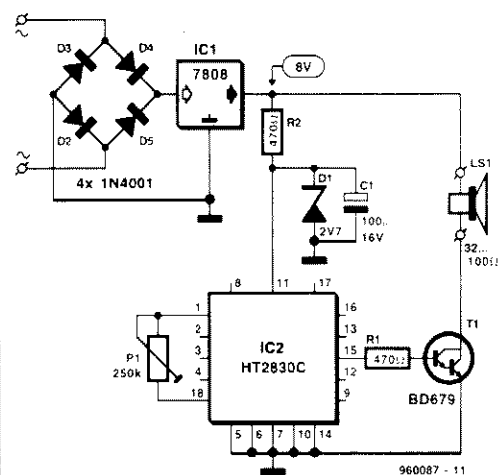 ~
D3
D4
IC1
7808
8V
D2
D5
4x 1N4001
~
R2
470Ω
D1
2V7
C1
100µ
16V
LS1
32...
100Ω
8
11
17
1
2
3
4
18
16
13
15
12
9
P1
250k
IC2
HT2830C
R1
470Ω
T1
BD679
5
6
7
10
14
960087 - 11